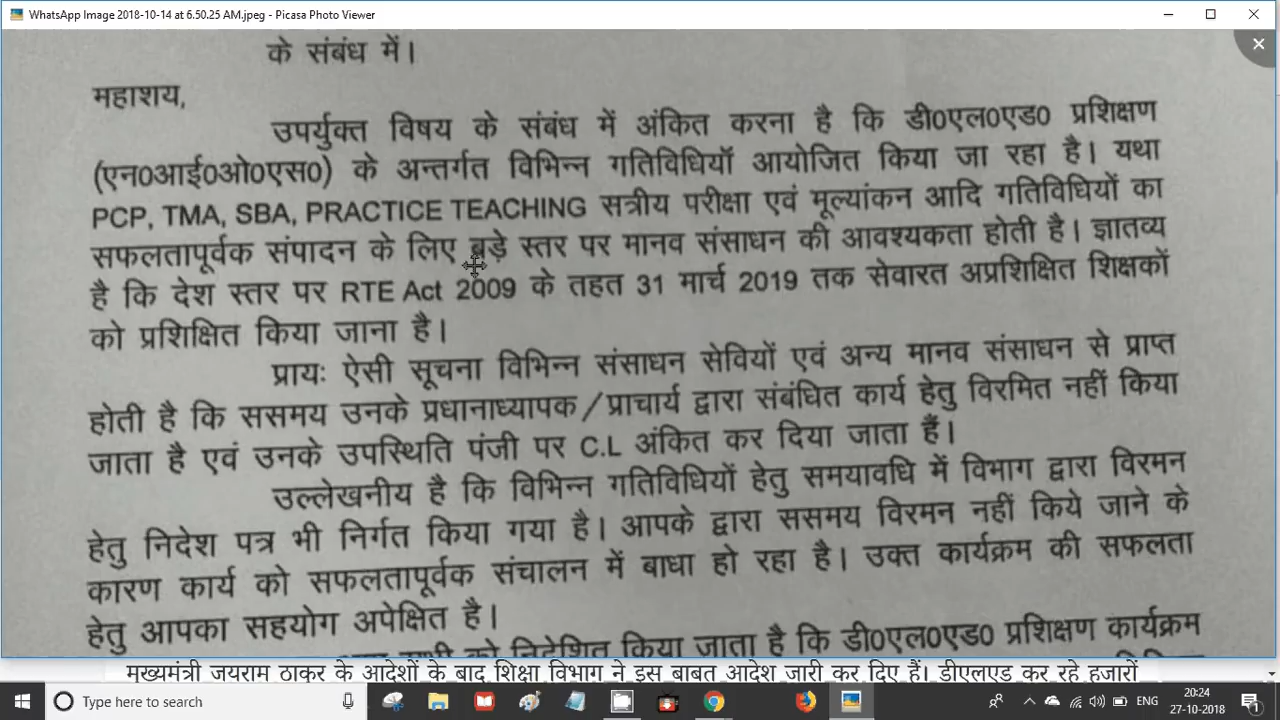 WhatsApp Image 2018-10-14 at 6.50.25 AM.jpeg - Picasa Photo Viewer
के संबंध में।
महाशय,
उपर्युक्त विषय के संबंध में अंकित करना है कि डी0एल0एड0 प्रशिक्षण
(एन0आई0ओ0एस0) के अन्तर्गत विभिन्न गतिविधियॉ आयोजित किया जा रहा है। यथा
PCP, TMA, SBA, PRACTICE TEACHING सत्रीय परीक्षा एवं मूल्यांकन आदि गतिविधियों का
सफलतापूर्वक संपादन के लिए बड़े स्तर पर मानव संसाधन की आवश्यकता होती है। ज्ञातव्य
है कि देश स्तर पर RTE Act 2009 के तहत 31 मार्च 2019 तक सेवारत अप्रशिक्षित शिक्षकों
को प्रशिक्षित किया जाना है।
प्रायः ऐसी सूचना विभिन्न संसाधन सेवियों एवं अन्य मानव संसाधन से प्राप्त
होती है कि ससमय उनके प्रधानाध्यापक/प्राचार्य द्वारा संबंधित कार्य हेतु विरमित नहीं किया
जाता है एवं उनके उपस्थिति पंजी पर C.L अंकित कर दिया जाता हैं।
उल्लेखनीय है कि विभिन्न गतिविधियों हेतु समयावधि में विभाग द्वारा विरमन
हेतु निदेश पत्र भी निर्गत किया गया है। आपके द्वारा ससमय विरमन नहीं किये जाने के
कारण कार्य को सफलतापूर्वक संचालन में बाधा हो रहा है। उक्त कार्यक्रम की सफलता
हेतु आपका सहयोग अपेक्षित है।
को निदेशित किया जाता है कि डी0एल0एड0 प्रशिक्षण कार्यक्रम
मुख्यमंत्री जयराम ठाकुर के आदेशों के बाद शिक्षा विभाग ने इस बाबत आदेश जारी कर दिए हैं। डीएलएड कर रहे हजारों
Type here to search
ENG
20:24
27-10-2018
1